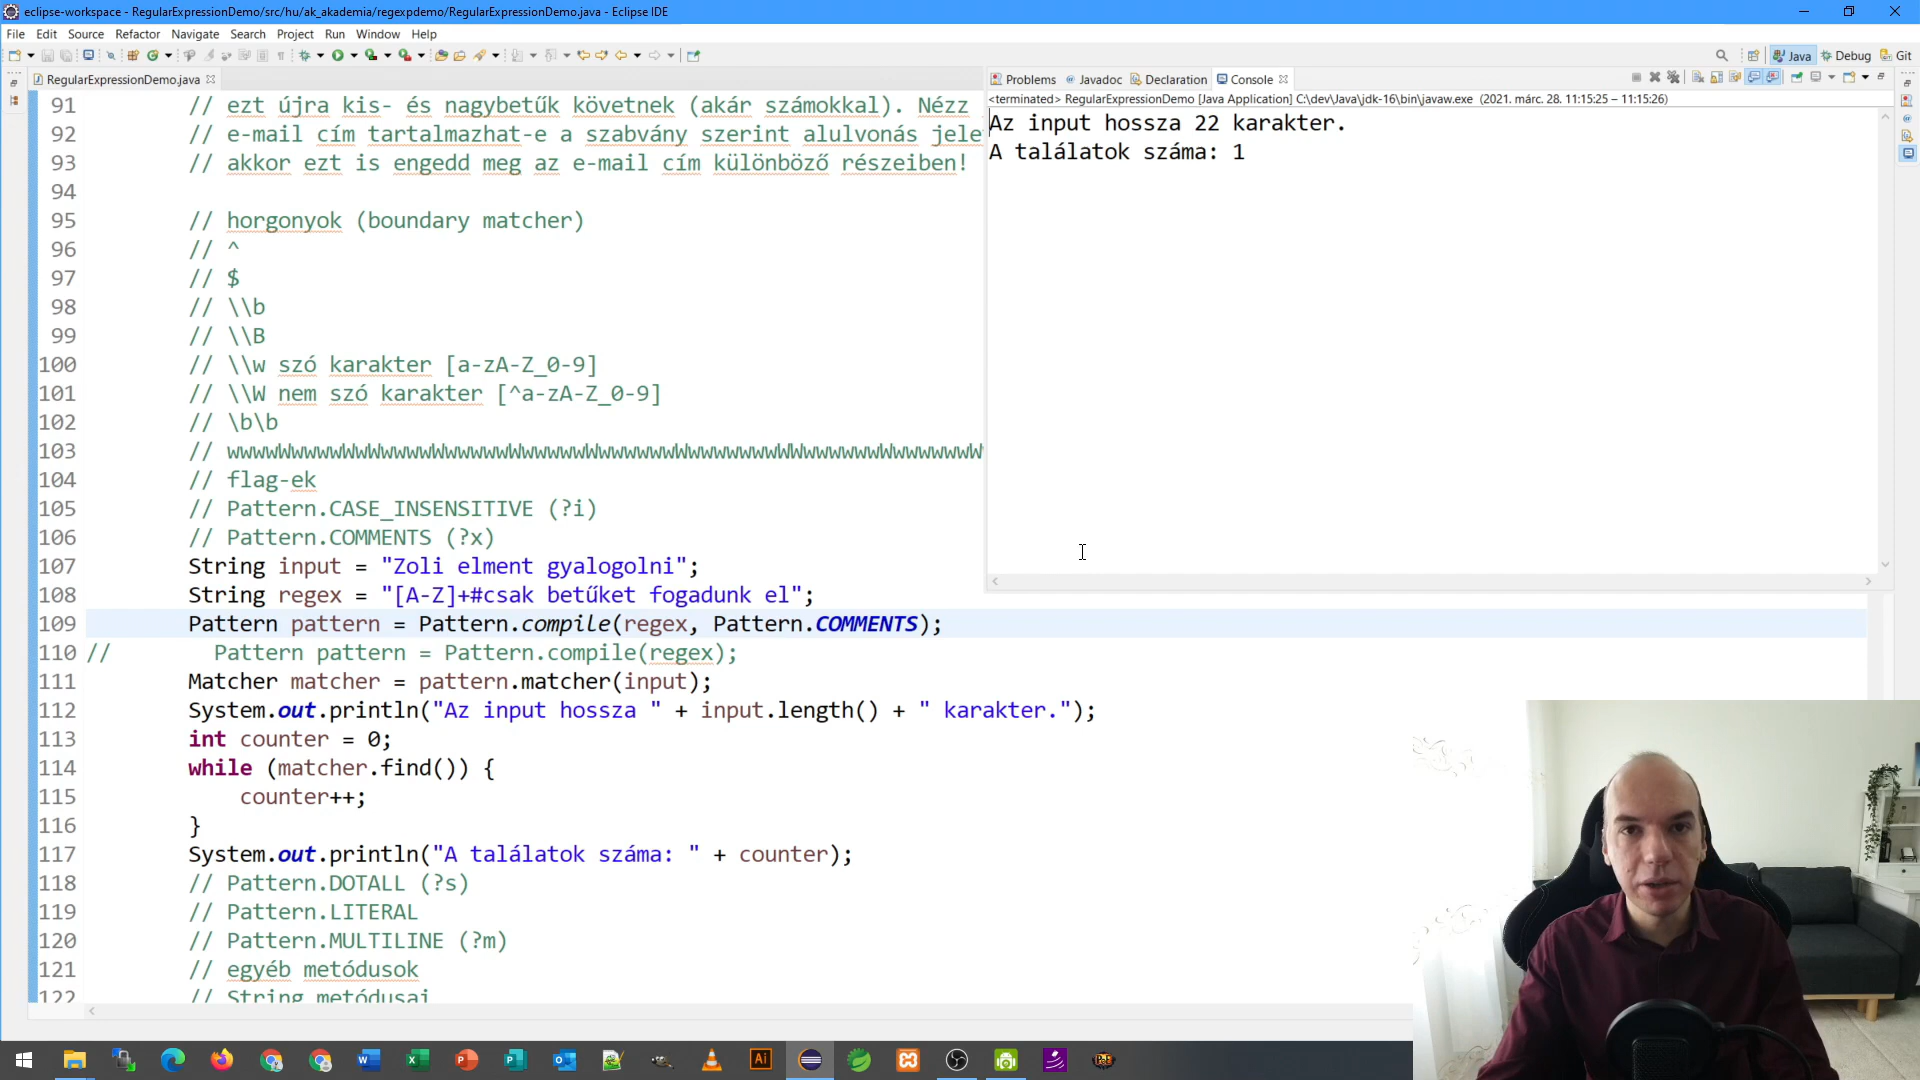 eclipse-workspace - RegularExpressionDemo/src/hu/ak_akademia/regexpdemo/RegularExpressionDemo.java - Eclipse IDE
File Edit Source Refactor Navigate Search Project Run Window Help
Java Debug Git
RegularExpressionDemo.java
Problems Javadoc Declaration Console
<terminated> RegularExpressionDemo [Java Application] C:\dev\Java\jdk-16\bin\javaw.exe (2021. márc. 28. 11:15:25 – 11:15:26)
Az input hossza 22 karakter.
A találatok száma: 1
91 // ezt újra kis- és nagybetűk követnek (akár számokkal). Nézz
92 // e-mail cím tartalmazhat-e a szabvány szerint alulvonás jele
93 // akkor ezt is engedd meg az e-mail cím különböző részeiben!
94
95 // horgonyok (boundary matcher)
96 // ^
97 // $
98 // \\b
99 // \\B
100 // \\w szó karakter [a-zA-Z_0-9]
101 // \\W nem szó karakter [^a-zA-Z_0-9]
102 // \b\b
103 //
104 // flag-ek
105 // Pattern.CASE_INSENSITIVE (?i)
106 // Pattern.COMMENTS (?x)
107 String input = "Zoli elment gyalogolni";
108 String regex = "[A-Z]+#csak betűket fogadunk el";
109 Pattern pattern = Pattern.compile(regex, Pattern.COMMENTS);
110 // Pattern pattern = Pattern.compile(regex);
111 Matcher matcher = pattern.matcher(input);
112 System.out.println("Az input hossza " + input.length() + " karakter.");
113 int counter = 0;
114 while (matcher.find()) {
115 counter++;
116 }
117 System.out.println("A találatok száma: " + counter);
118 // Pattern.DOTALL (?s)
119 // Pattern.LITERAL
120 // Pattern.MULTILINE (?m)
121 // egyéb metódusok
122 // String metódusai